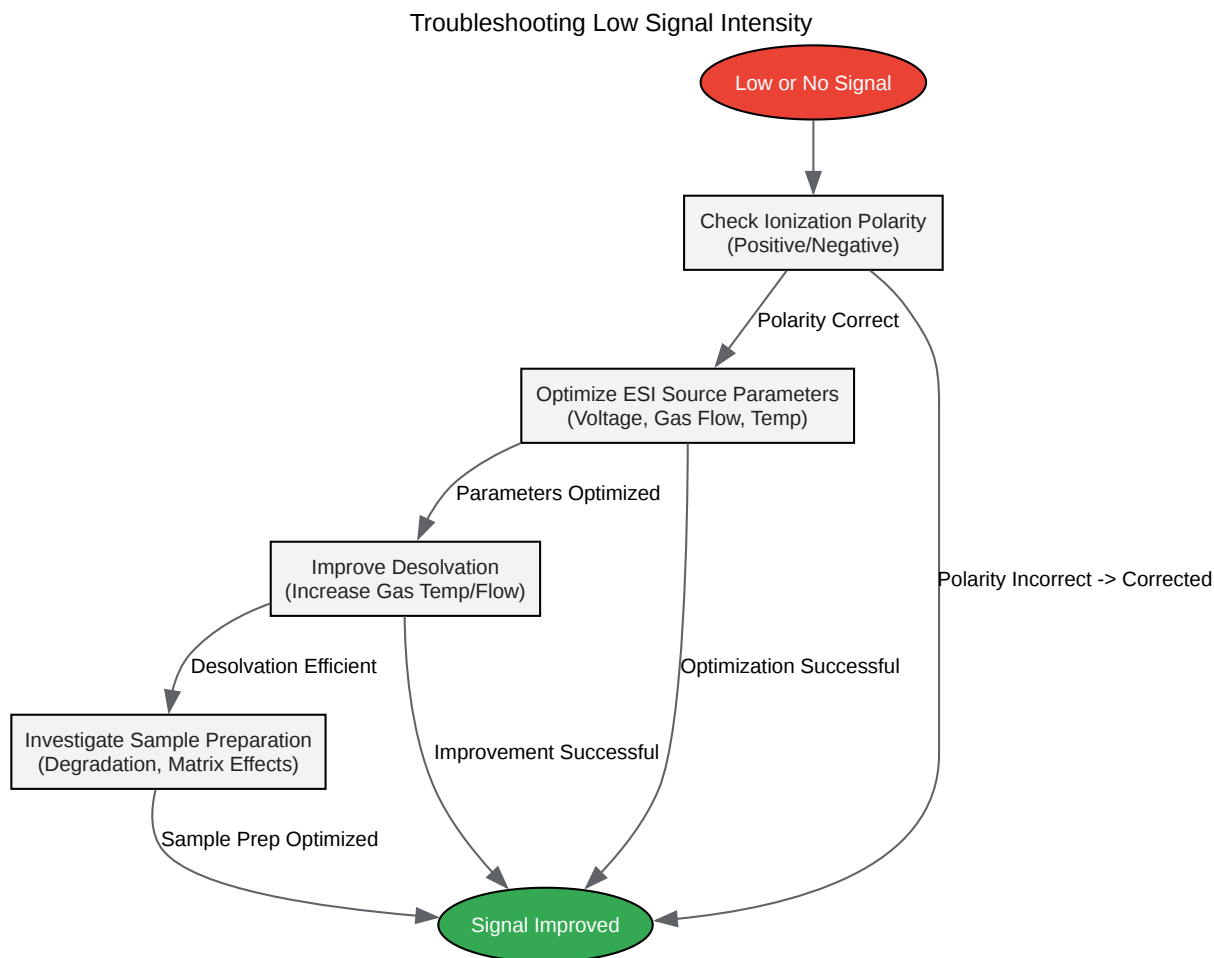 Troubleshooting Low Signal Intensity
Low or No Signal
Check Ionization Polarity
(Positive/Negative)
Polarity Correct
Optimize ESI Source Parameters
(Voltage, Gas Flow, Temp)
Parameters Optimized
Improve Desolvation
(Increase Gas Temp/Flow)
Polarity Incorrect -> Corrected
Desolvation Efficient
Optimization Successful
Investigate Sample Preparation
(Degradation, Matrix Effects)
Improvement Successful
Sample Prep Optimized
Signal Improved